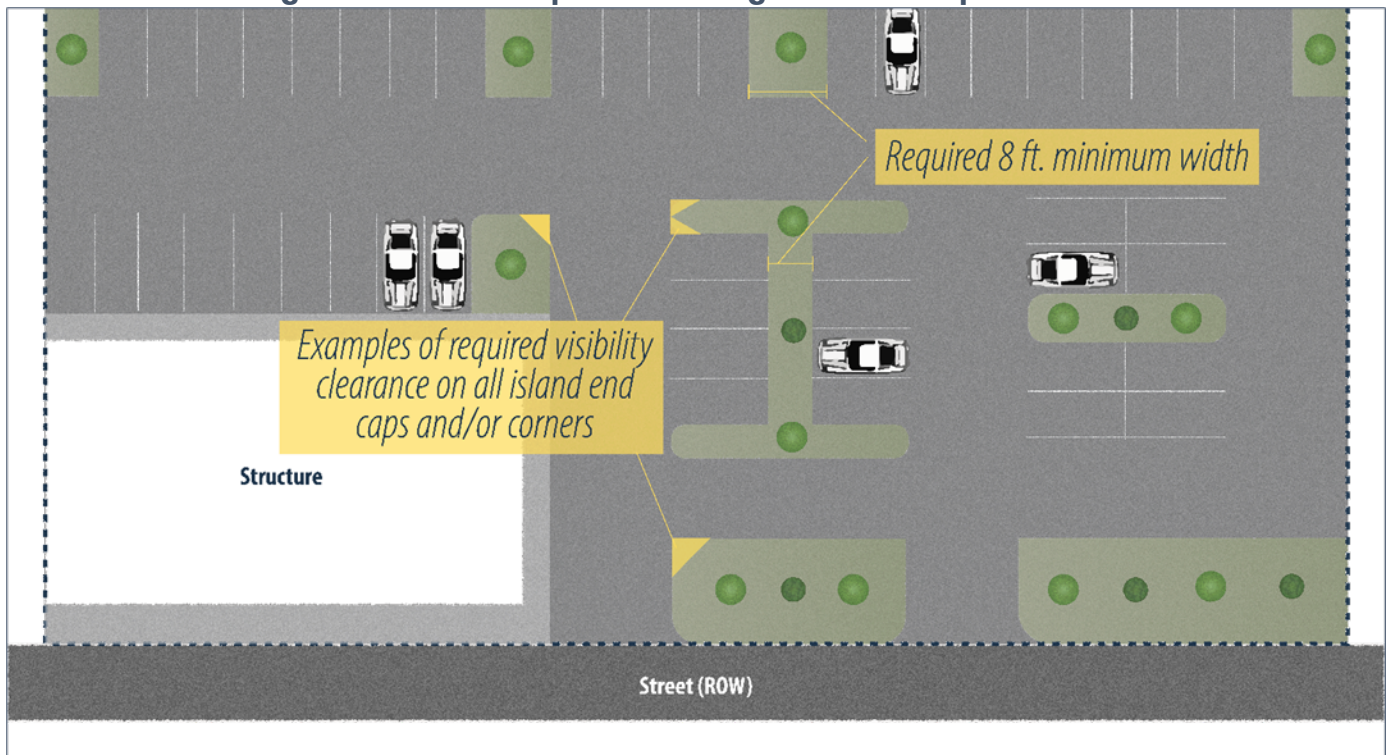 Required 8 ft. minimum width
Examples of required visibility
clearance on all island end
caps and/or corners
Structure
Street (ROW)